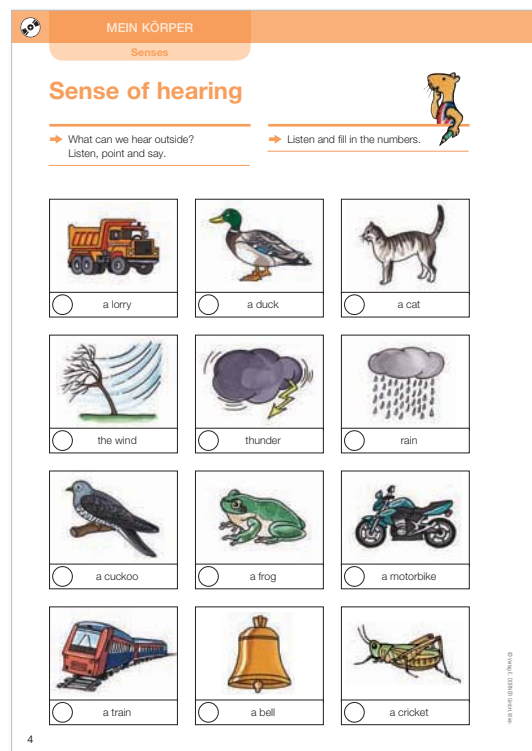 MEIN KÖRPER
Senses
Sense of hearing
What can we hear outside?
Listen, point and say.
Listen and fill in the numbers.
a lorry
a duck
a cat
the wind
thunder
rain
a cuckoo
a frog
a motorbike
a train
a bell
a cricket
4